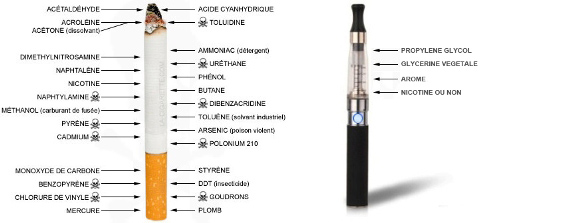 ACÉTALDÉHYDE
ACROLÉINE
ACÉTONE (dissolvant)
DIMETHYLNITROSAMINE
NAPHTALÈNE
NICOTINE
NAPHTYLAMINE
MÉTHANOL (carburant de fusée)
PYRÈNE
CADMIUM
MONOXYDE DE CARBONE
BENZOPYRÈNE
CHLORURE DE VINYLE
MERCURE
ACIDE CYANHYDRIQUE
TOLUIDINE
AMMONIAC (détergent)
URÉTHANE
PHÉNOL
BUTANE
DIBENZACRIDINE
TOLUÈNE (solvant industriel)
ARSENIC (poison violent)
POLONIUM 210
STYRÈNE
DDT (insecticide)
GOUDRONS
PLOMB
PROPYLENE GLYCOL
GLYCERINE VEGETALE
AROME
NICOTINE OU NON